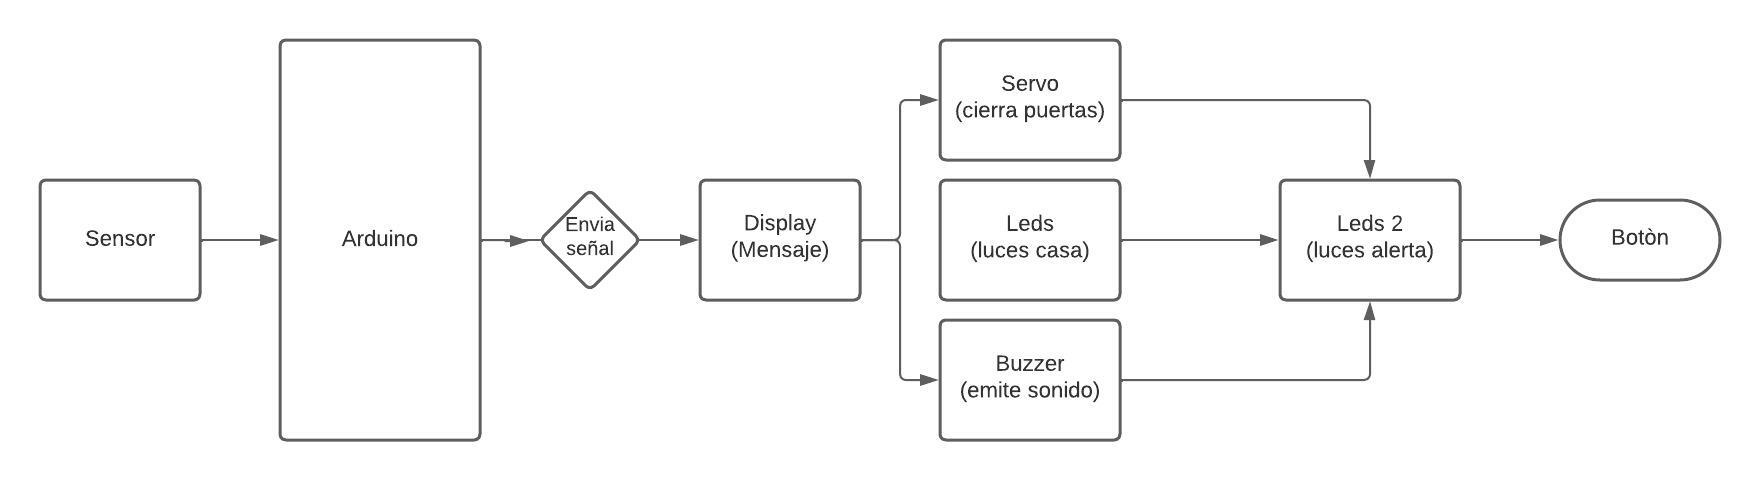 Sensor
Arduino
Envia
señal
Display
(Mensaje)
Servo
(cierra puertas)
Leds
(luces casa)
Buzzer
(emite sonido)
Leds 2
(luces alerta)
Botòn